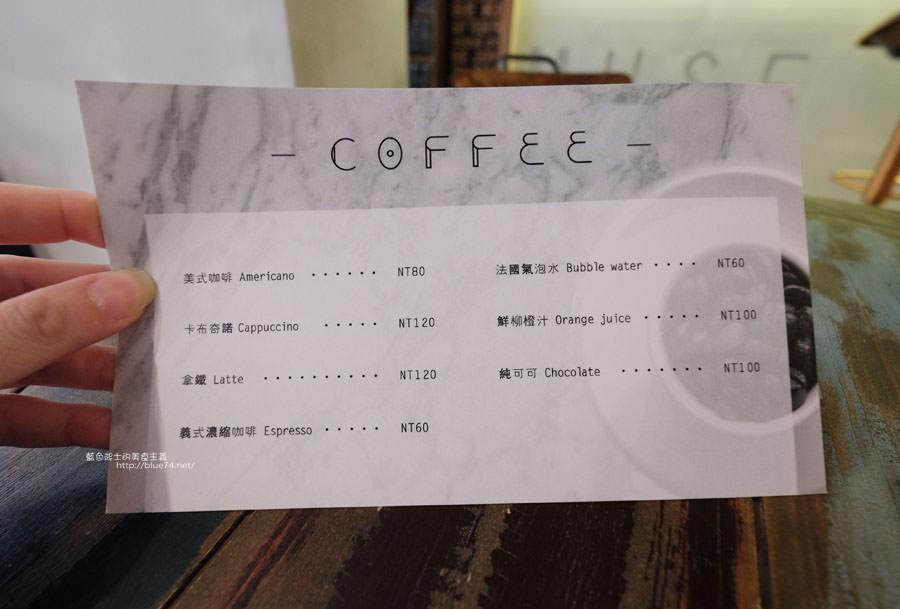 - COFFEE -
美式咖啡 Americano ······ NT80
卡布奇諾 Cappuccino ····· NT120
拿鐵 Latte ·········· NT120
義式濃縮咖啡 Espresso ····· NT60
法國氣泡水 Bubble water ···· NT60
鮮柳橙汁 Orange juice ····· NT100
純可可 Chocolate ······· NT100
藍色起士的美食主義
http://blue74.net/